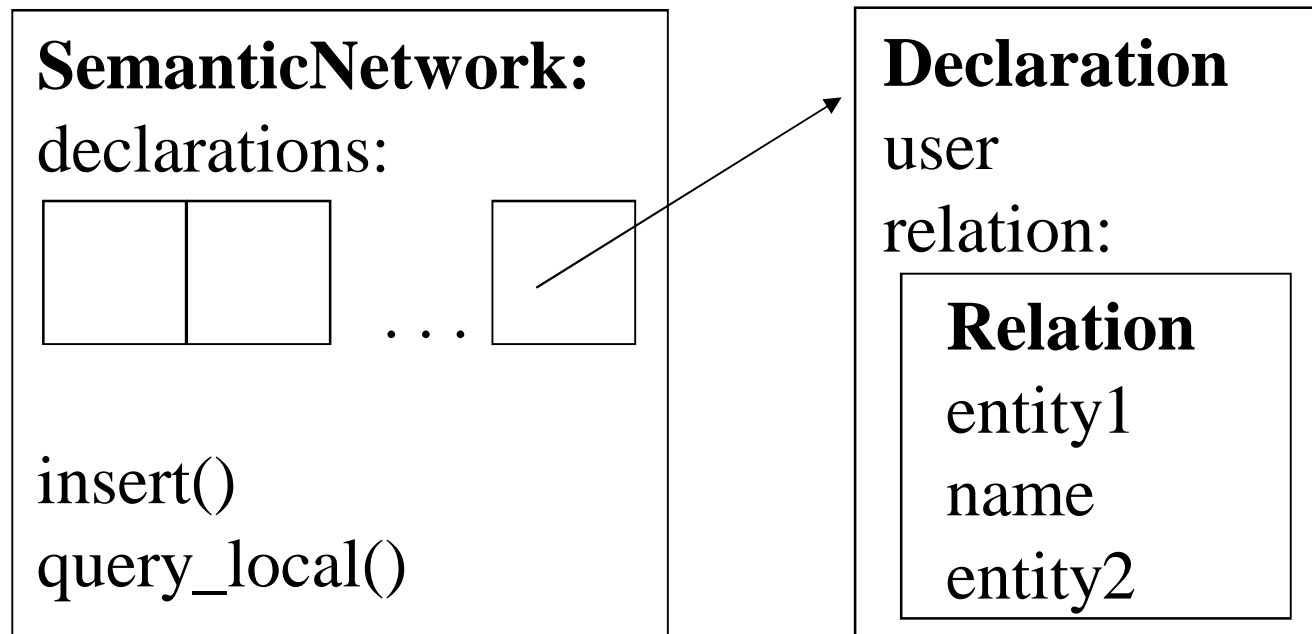 SemanticNetwork:
declarations:
. . .
insert()
query_local()
Declaration
user
relation:
Relation
entity1
name
entity2